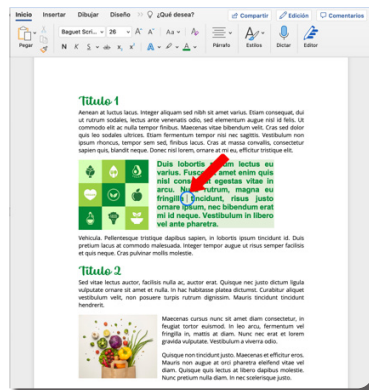 Inicio Insertar Dibujar Diseño ¿Qué desea? Compartir Edición Comentarios
Baguet Scri... 26 A A Aa A
Pegar N K S ab x, x² A A Párrafo Estilos Dictar Editor
Título 1
Aenean at luctus lacus. Integer aliquam sed nibh sit amet varius. Etiam consequat, dui
ut rutrum sodales, lectus ante venenatis odio, sed elementum augue nisl id felis. Ut
commodo elit ac nulla tempor finibus. Maecenas vitae bibendum velit. Cras sed dolor
quis leo sodales ultrices. Etiam fermentum tempor nisi nec sagittis. Vestibulum non
ipsum rhoncus, tempor sem sed, finibus lacus. Cras at massa convallis, consectetur
sapien quis, blandit neque. Donec nisl lorem, ornare at mi eu, efficitur tristique elit.
Duis lobortis lectus eu
varius. Fusce amet enim quis
nisl egestas vitae in
arcu. rutrum, magna eu
fringilla tincidunt, risus justo
ornare ipsum, nec bibendum erat
mi id neque. Vestibulum in libero
vel ante pharetra.
Vehicula. Pellentesque tristique dapibus sapien, in lobortis ipsum tincidunt id. Duis
pretium lacus at commodo malesuada. Integer tempor augue ut risus semper facilisis
et quis neque. Cras pulvinar mollis molestie.
Título 2
Sed vitae lectus auctor, facilisis nulla ac, auctor erat. Quisque nec justo dictum ligula
vulputate ornare sit amet et nulla. In hac habitasse platea dictumst. Curabitur aliquet
vestibulum velit, non posuere turpis rutrum dignissim. Mauris tincidunt tincidunt
hendrerit.
Maecenas cursus nunc sit amet diam consectetur, in
feugiat tortor euismod. In leo arcu, fermentum vel
fringilla in, mattis at diam. Nunc nec erat et lorem
gravida vulputate. Vestibulum a viverra odio.
Quisque non tincidunt justo. Maecenas et efficitur eros.
Mauris non augue at orci pharetra eleifend vitae vel
diam. Quisque quis lectus at libero dapibus molestie.
Nunc pretium nulla diam. In nec scelerisque justo.